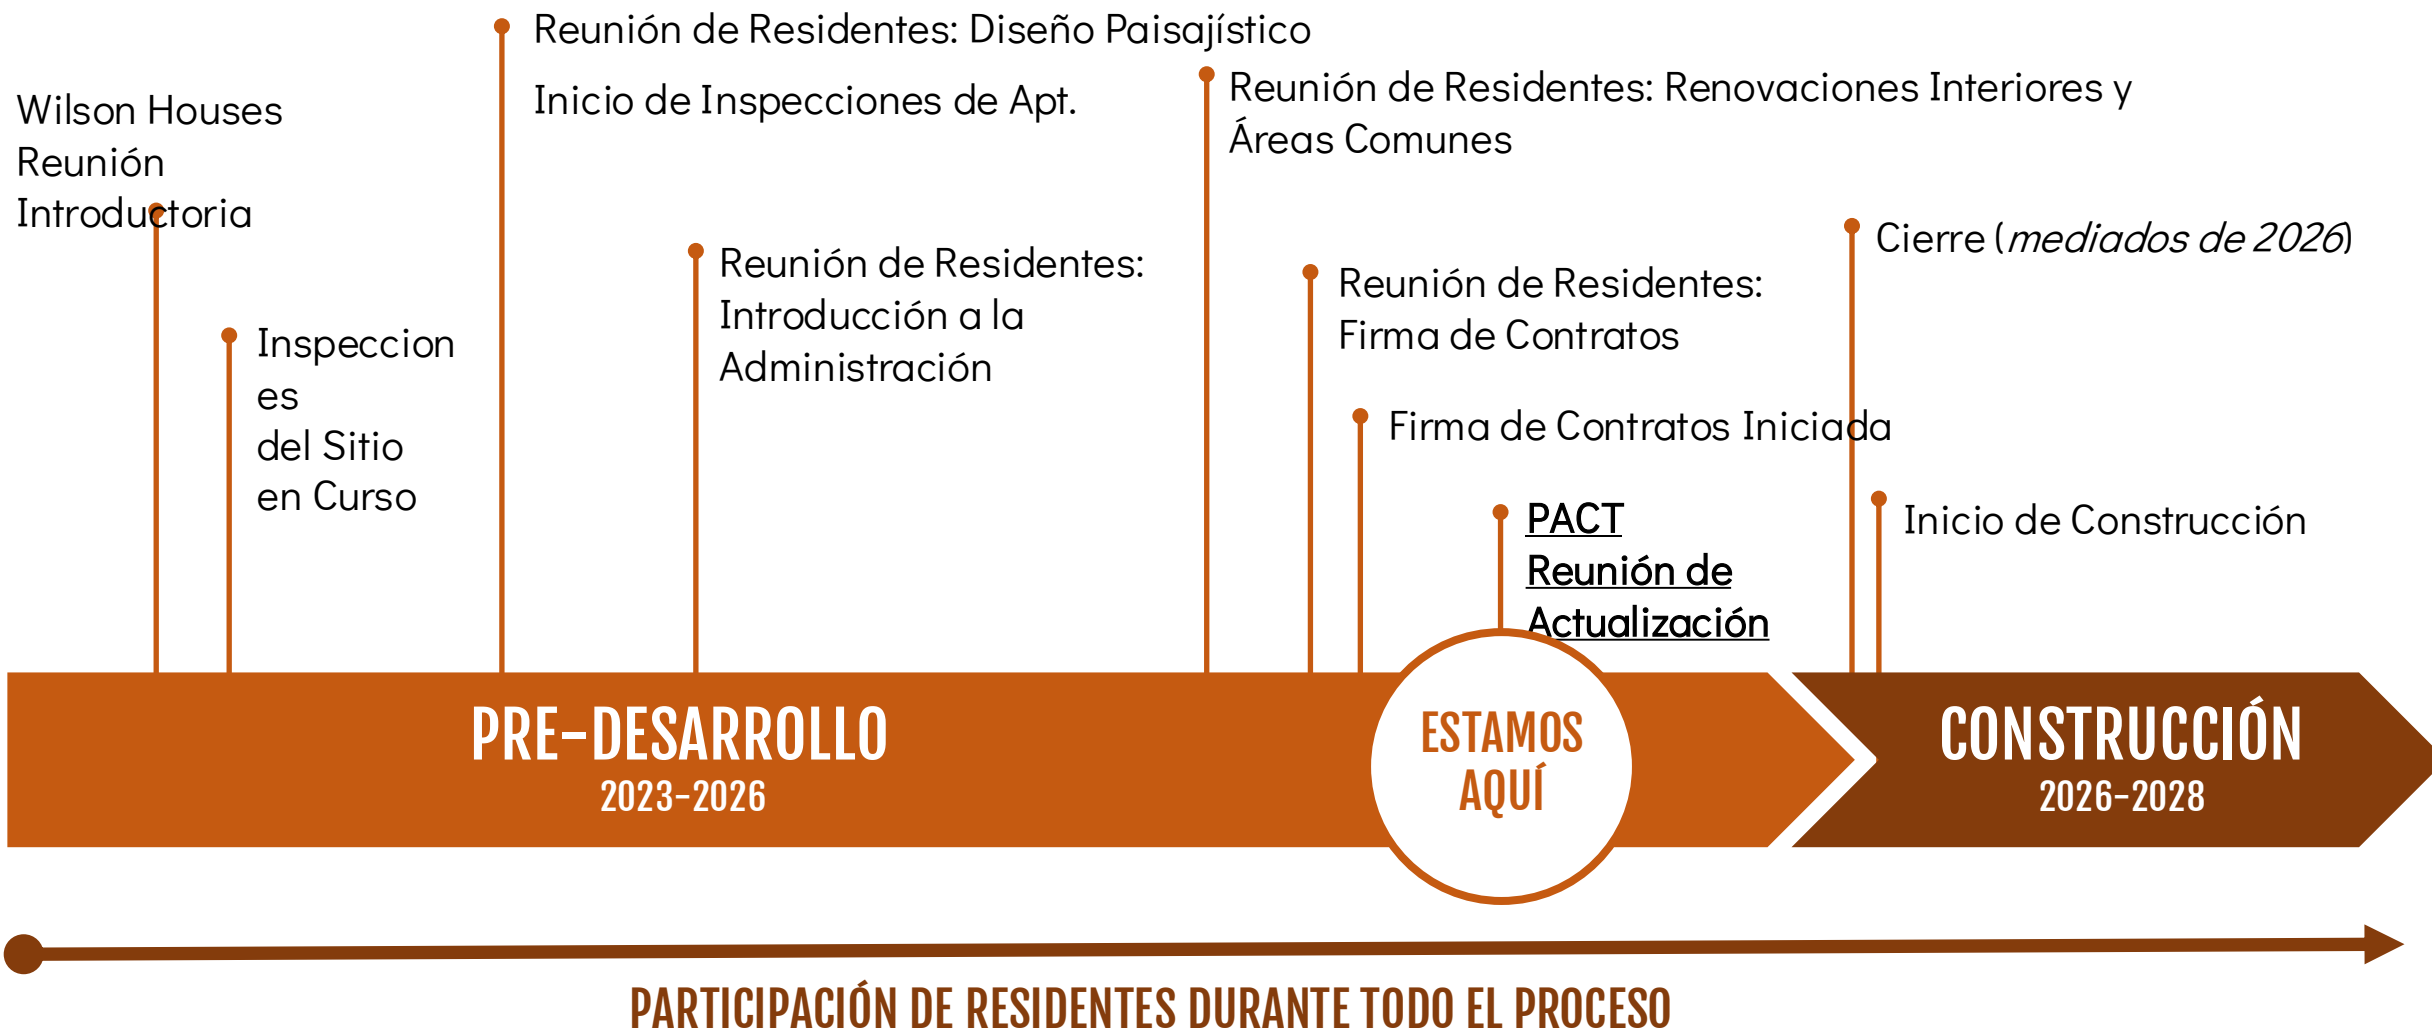 Wilson Houses
Reunión
Introductoria
Inspeccion
es
del Sitio
en Curso
Reunión de Residentes: Diseño Paisajístico
Inicio de Inspecciones de Apt.
Reunión de Residentes:
Introducción a la
Administración
Reunión de Residentes: Renovaciones Interiores y
Áreas Comunes
Reunión de Residentes:
Firma de Contratos
Firma de Contratos Iniciada
PACT
Reunión de
Actualización
Cierre (mediados de 2026)
Inicio de Construcción
PRE-DESARROLLO
2023-2026
ESTAMOS
AQUÍ
CONSTRUCCIÓN
2026-2028
PARTICIPACIÓN DE RESIDENTES DURANTE TODO EL PROCESO